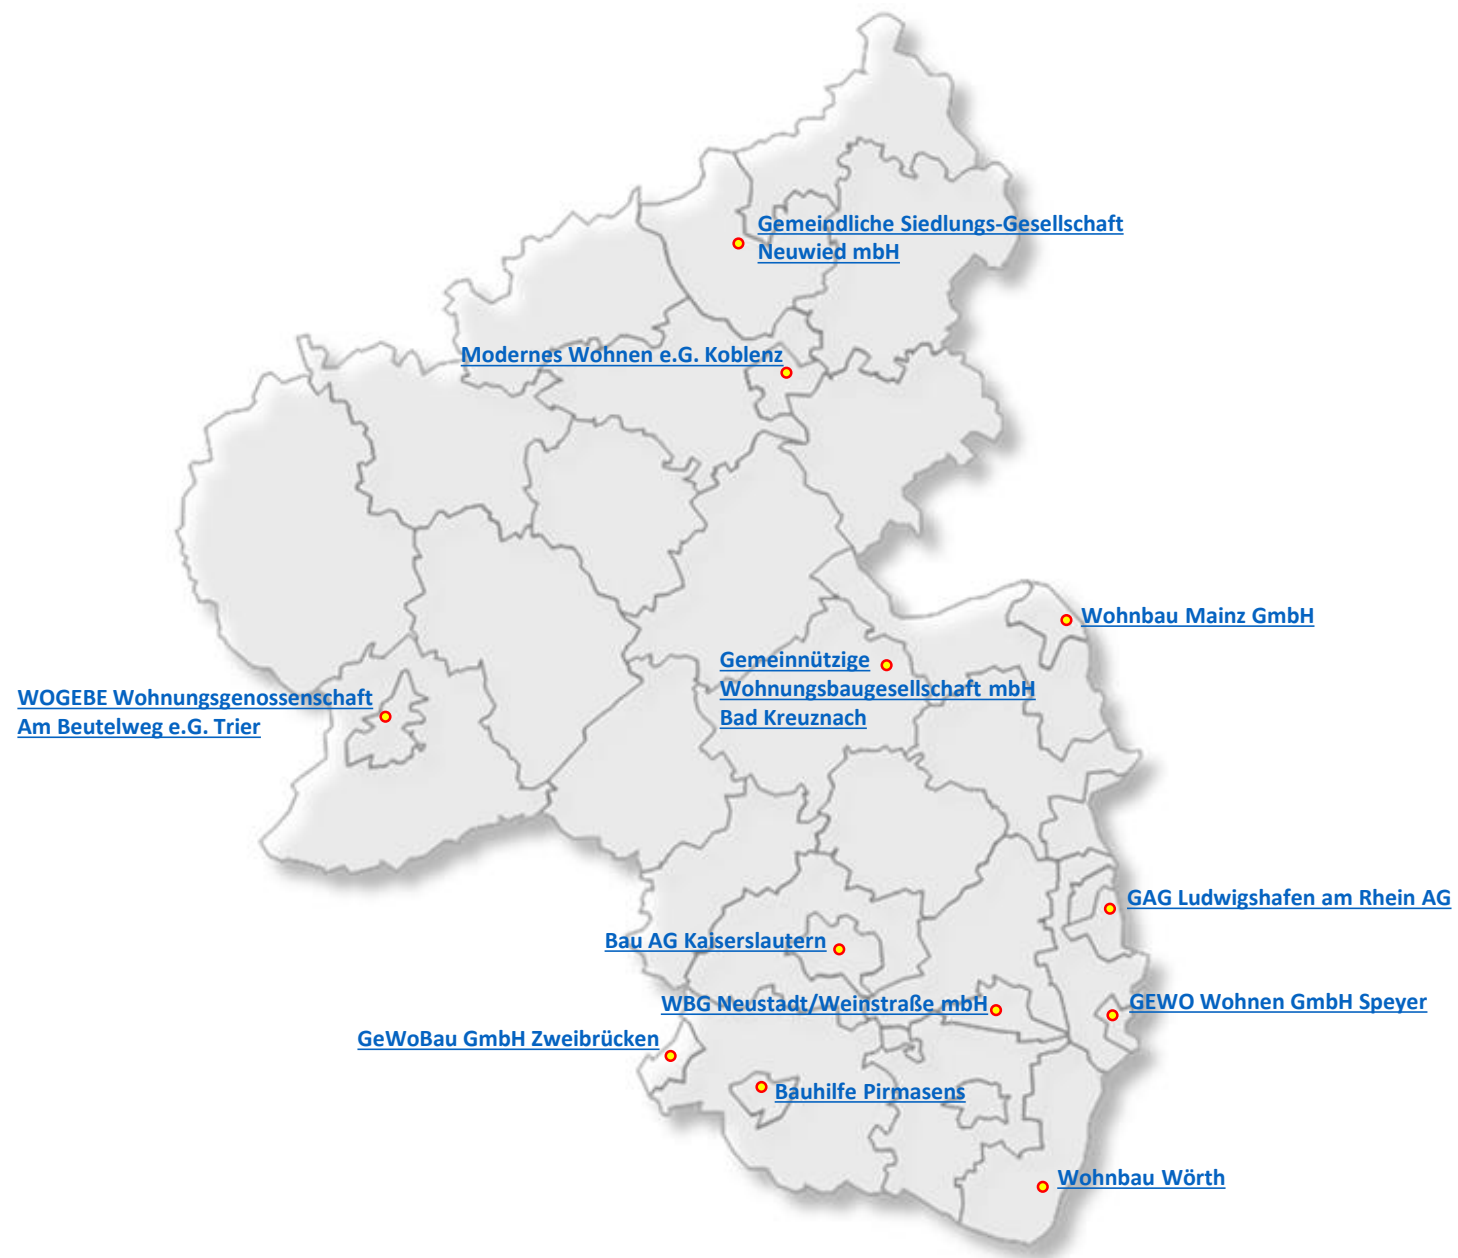 Gemeindliche Siedlungs-Gesellschaft
Neuwied mbH
Modernes Wohnen e.G. Koblenz
Wohnbau Mainz GmbH
Gemeinnützige
Wohnungsbaugesellschaft mbH
Bad Kreuznach
WOGEBE Wohnungsgenossenschaft
Am Beutelweg e.G. Trier
GAG Ludwigshafen am Rhein AG
Bau AG Kaiserslautern
WBG Neustadt/Weinstraße mbH
GEWO Wohnen GmbH Speyer
GeWoBau GmbH Zweibrücken
Bauhilfe Pirmasens
Wohnbau Wörth